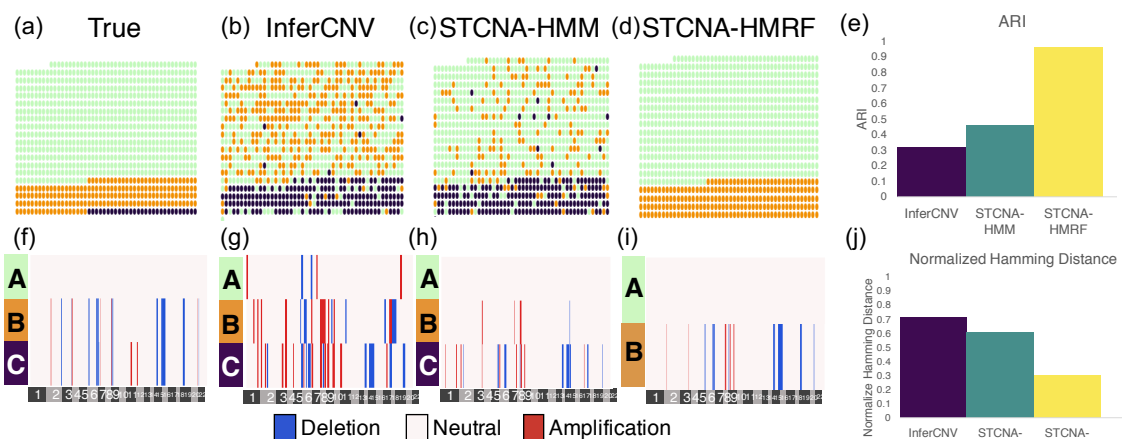 (a) True
(b) InferCNV
(c) STCNA-HMM
(d) STCNA-HMRF
(e) ARI
1
0.9
0.8
0.7
0.6
0.5
0.4
0.3
0.2
0.1
0
ARI
InferCNV STCNA-HMM STCNA-HMRF
(f)
A
B
C
(g)
A
B
C
(h)
A
B
C
(i)
A
B
(j) Normalized Hamming Distance
1
0.9
0.8
0.7
0.6
0.5
0.4
0.3
0.2
0.1
0
Normalize Hamming Distance
InferCNV STCNA- STCNA-
Deletion Neutral Amplification